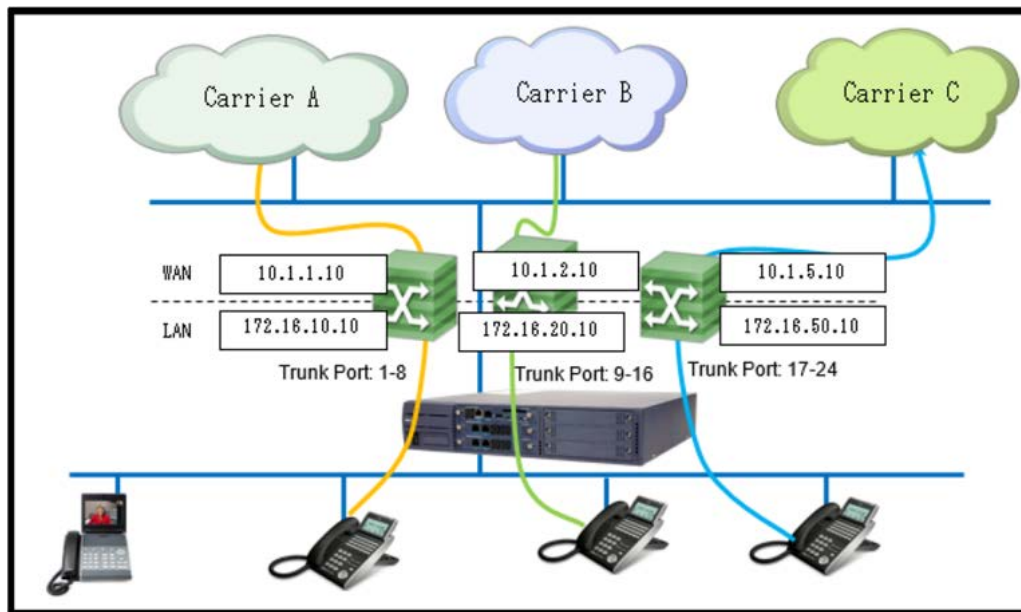 Carrier A
Carrier B
Carrier C
WAN
10.1.1.10
10.1.2.10
10.1.5.10
LAN
172.16.10.10
172.16.20.10
172.16.50.10
Trunk Port: 1-8
Trunk Port: 9-16
Trunk Port: 17-24